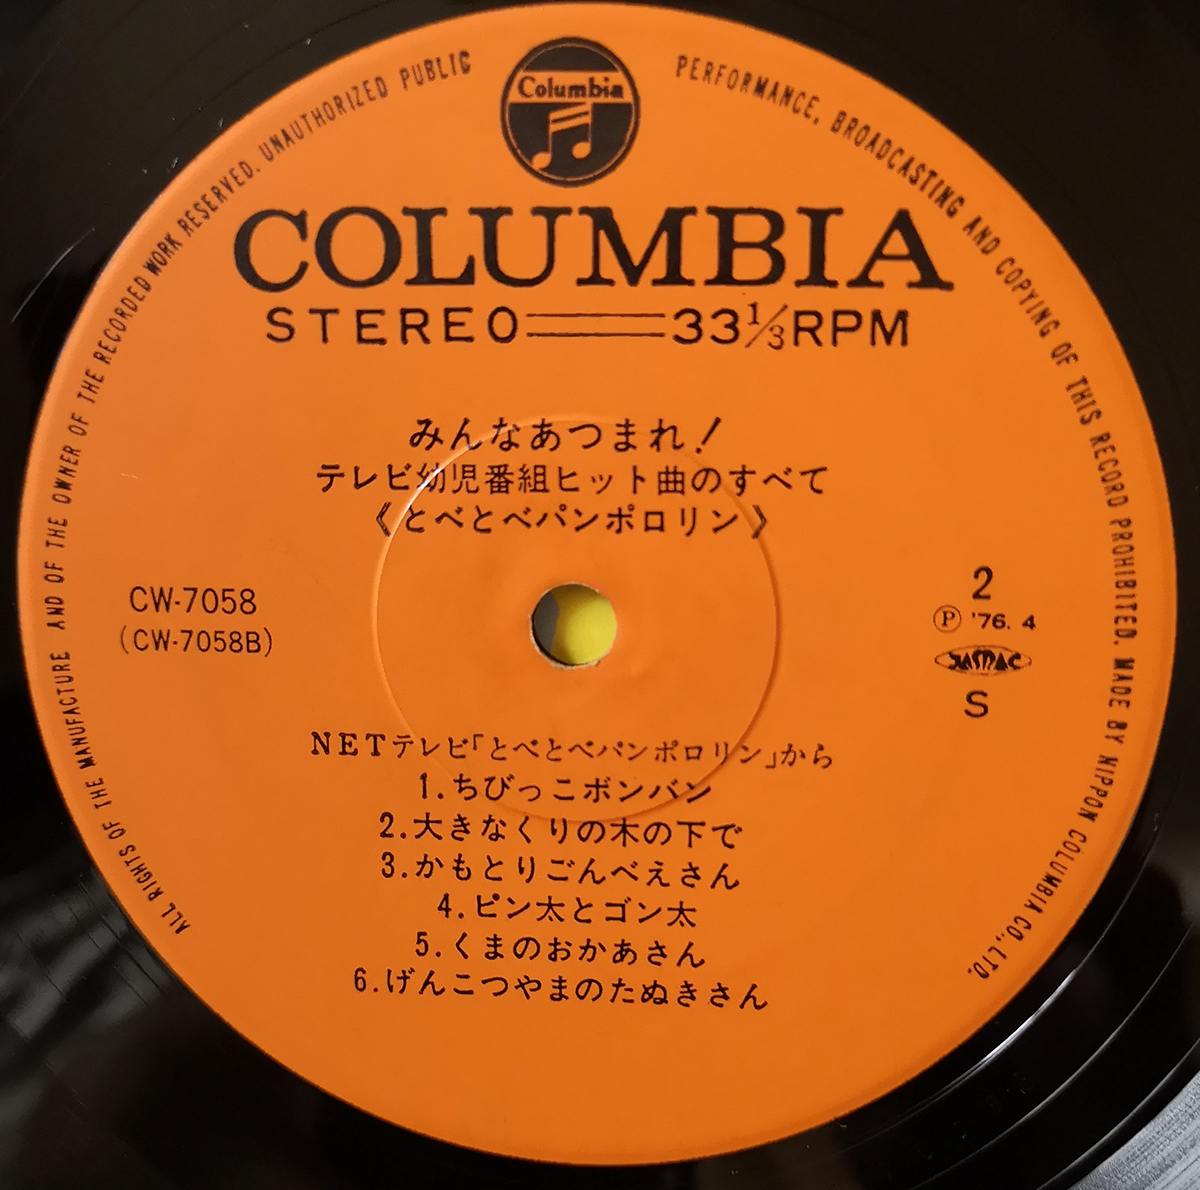 ALL RIGHTS OF THE MANUFACTURE AND OF THE OWNER OF THE RECORDED WORK RESERVED. UNAUTHORIZED PUBLIC PERFORMANCE, BROADCASTING AND COPYING OF THIS RECORD PROHIBITED. MADE BY NIPPON COLUMBIA CO., LTD.
Columbia
COLUMBIA
STEREO 33⅓RPM
みんなあつまれ!
テレビ幼児番組ヒット曲のすべて
《とべとべパンポロリン》
CW-7058
(CW-7058B)
2
Ⓟ '76. 4
JASRAC
S
NETテレビ「とべとべパンポロリン」から
1.ちびっこボンバン
2.大きなくりの木の下で
3.かもとりごんべえさん
4.ピン太とゴン太
5.くまのおかあさん
6.げんこつやまのたぬきさん